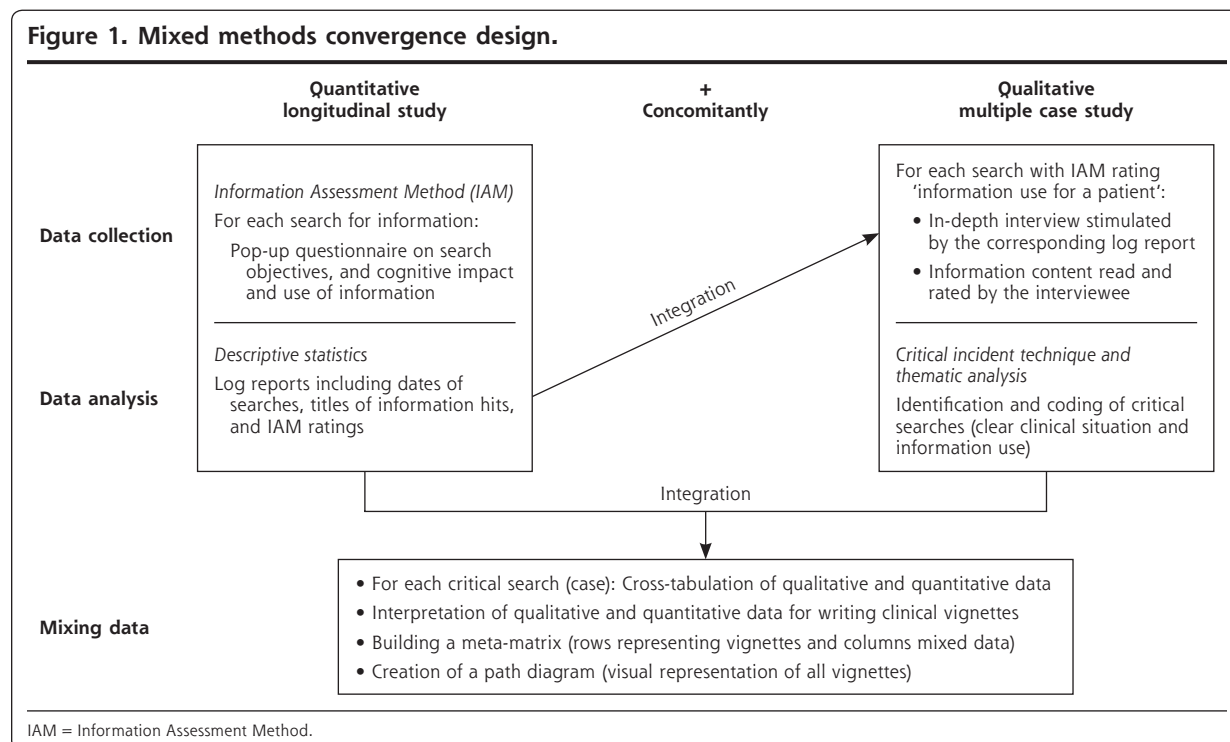 Figure 1. Mixed methods convergence design.
Quantitative
longitudinal study
+
Concomitantly
Qualitative
multiple case study
Data collection
Information Assessment Method (IAM)
For each search for information:
Pop-up questionnaire on search
objectives, and cognitive impact
and use of information
Integration
For each search with IAM rating
‘information use for a patient’:
• In-depth interview stimulated
by the corresponding log report
• Information content read and
rated by the interviewee
Data analysis
Descriptive statistics
Log reports including dates of
searches, titles of information hits,
and IAM ratings
Critical incident technique and
thematic analysis
Identification and coding of critical
searches (clear clinical situation and
information use)
Integration
Mixing data
• For each critical search (case): Cross-tabulation of qualitative and quantitative data
• Interpretation of qualitative and quantitative data for writing clinical vignettes
• Building a meta-matrix (rows representing vignettes and columns mixed data)
• Creation of a path diagram (visual representation of all vignettes)
IAM = Information Assessment Method.